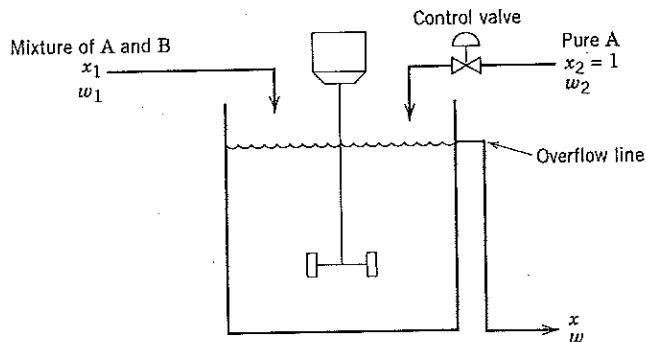 Control valve
Mixture of A and B
x₁
w₁
Pure A
x₂ = 1
w₂
Overflow line
x
w